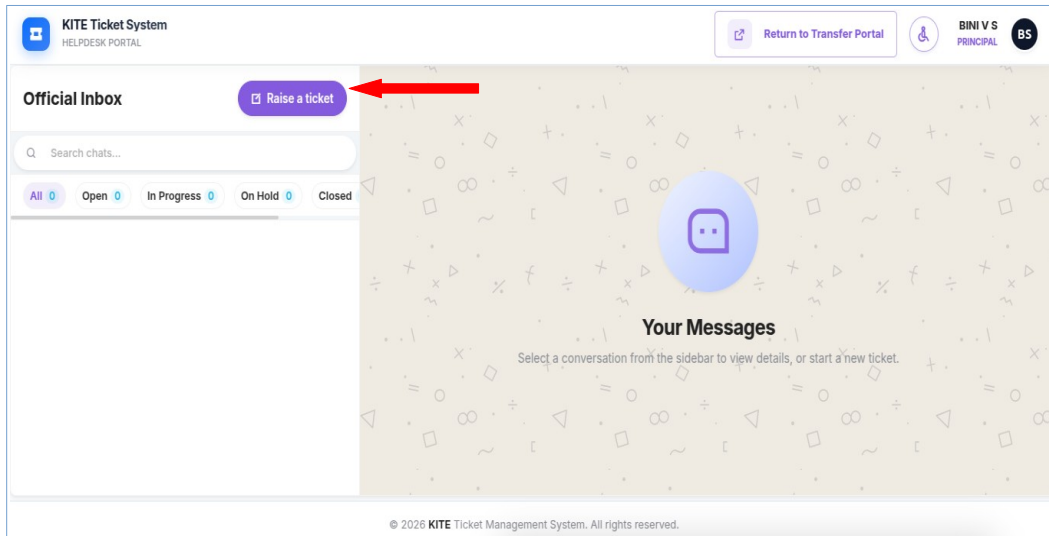 KITE Ticket System
HELPDESK PORTAL
Return to Transfer Portal
BINI V S
PRINCIPAL
BS
Official Inbox
Raise a ticket
Search chats...
All 0 Open 0 In Progress 0 On Hold 0 Closed
Your Messages
Select a conversation from the sidebar to view details, or start a new ticket.
© 2026 KITE Ticket Management System. All rights reserved.